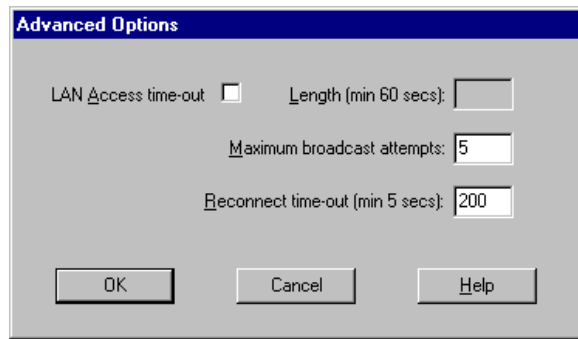 Advanced Options
LAN Access time-out Length (min 60 secs):
Maximum broadcast attempts: 5
Reconnect time-out (min 5 secs): 200
OK Cancel Help